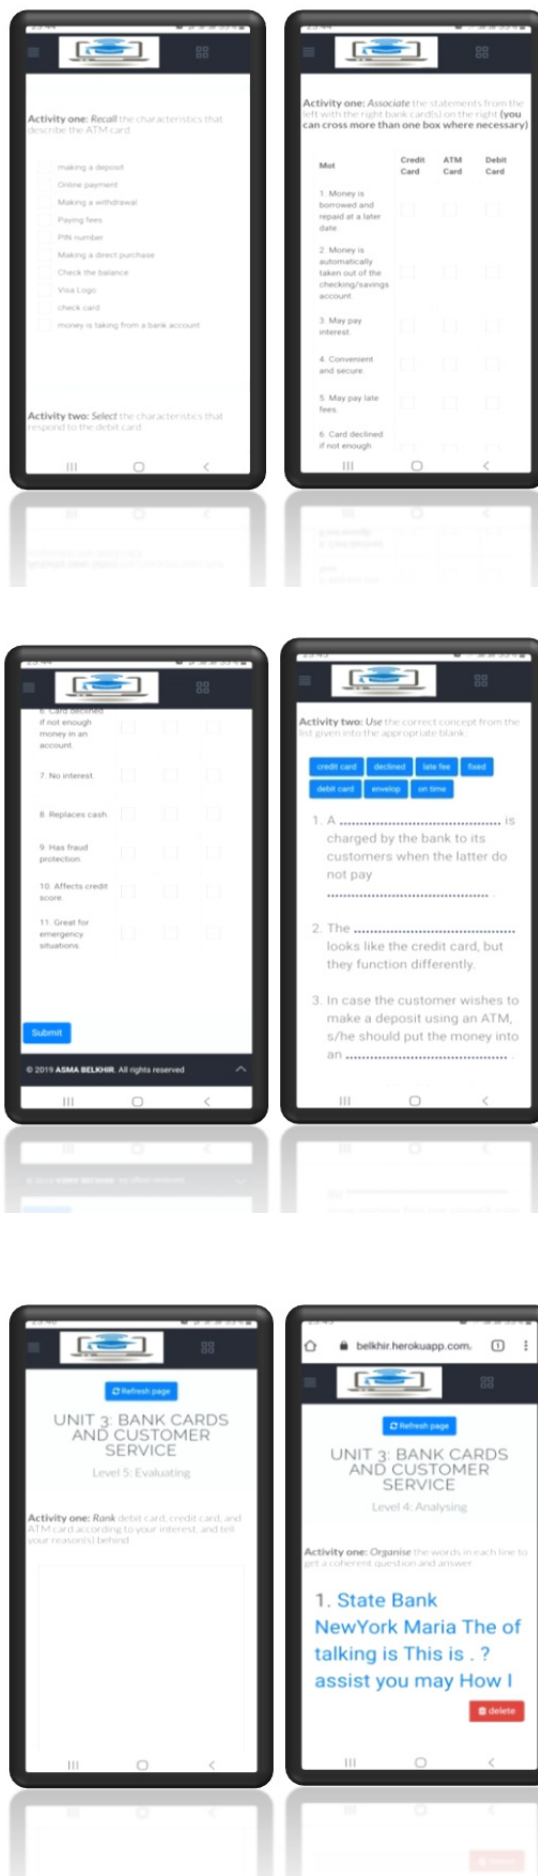 Activity one: Recall the characteristics that
describe the ATM card
making a deposit
Online payment
Making a withdrawal
Paying fees
PIN number
Making a direct purchase
Check the balance
Visa Logo
check card
money is taking from a bank account
Activity two: Select the characteristics that
respond to the debit card
Activity one: Associate the statements from the
left with the right bank card(s) on the right (you
can cross more than one box where necessary)
Mot Credit Card ATM Card Debit Card
1. Money is
borrowed and
repaid at a later
date.
2. Money is
automatically
taken out of the
checking/savings
account.
3. May pay
interest.
4. Convenient
and secure.
5. May pay late
fees.
6. Card declined
if not enough
23:44
6. Card declined
if not enough
money in an
account.
7. No interest.
8. Replaces cash.
9. Has fraud
protection.
10. Affects credit
score.
11. Great for
emergency
situations.
Submit
© 2019 ASMA BELKHIR. All rights reserved
23:45
Activity two: Use the correct concept from the
list given into the appropriate blank:
credit card declined late fee fixed
debit card envelop on time
1. A ........................................ is
charged by the bank to its
customers when the latter do
not pay
........................................ .
2. The ........................................
looks like the credit card, but
they function differently.
3. In case the customer wishes to
make a deposit using an ATM,
s/he should put the money into
an ........................................ .
Refresh page
UNIT 3: BANK CARDS
AND CUSTOMER
SERVICE
Level 5: Evaluating
Activity one: Rank debit card, credit card, and
ATM card according to your interest, and tell
your reason(s) behind
belkhir.herokuapp.com. 1
Refresh page
UNIT 3: BANK CARDS
AND CUSTOMER
SERVICE
Level 4: Analysing
Activity one: Organise the words in each line to
get a coherent question and answer
1. State Bank
NewYork Maria The of
talking is This is . ?
assist you may How I
delete